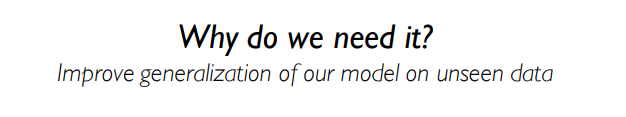 Why do we need it?
Improve generalization of our model on unseen data